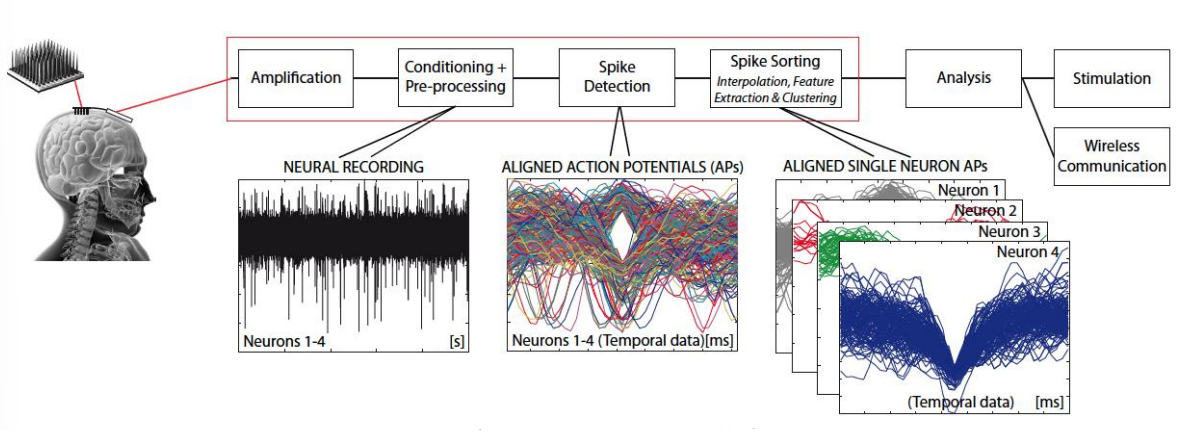 Amplification
Conditioning +
Pre-processing
Spike
Detection
Spike Sorting
Interpolation, Feature
Extraction & Clustering
Analysis
Stimulation
Wireless
Communication
NEURAL RECORDING
Neurons 1-4 [s]
ALIGNED ACTION POTENTIALS (APs)
Neurons 1-4 (Temporal data)[ms]
ALIGNED SINGLE NEURON APs
Neuron 1
Neuron 2
Neuron 3
Neuron 4
(Temporal data) [ms]